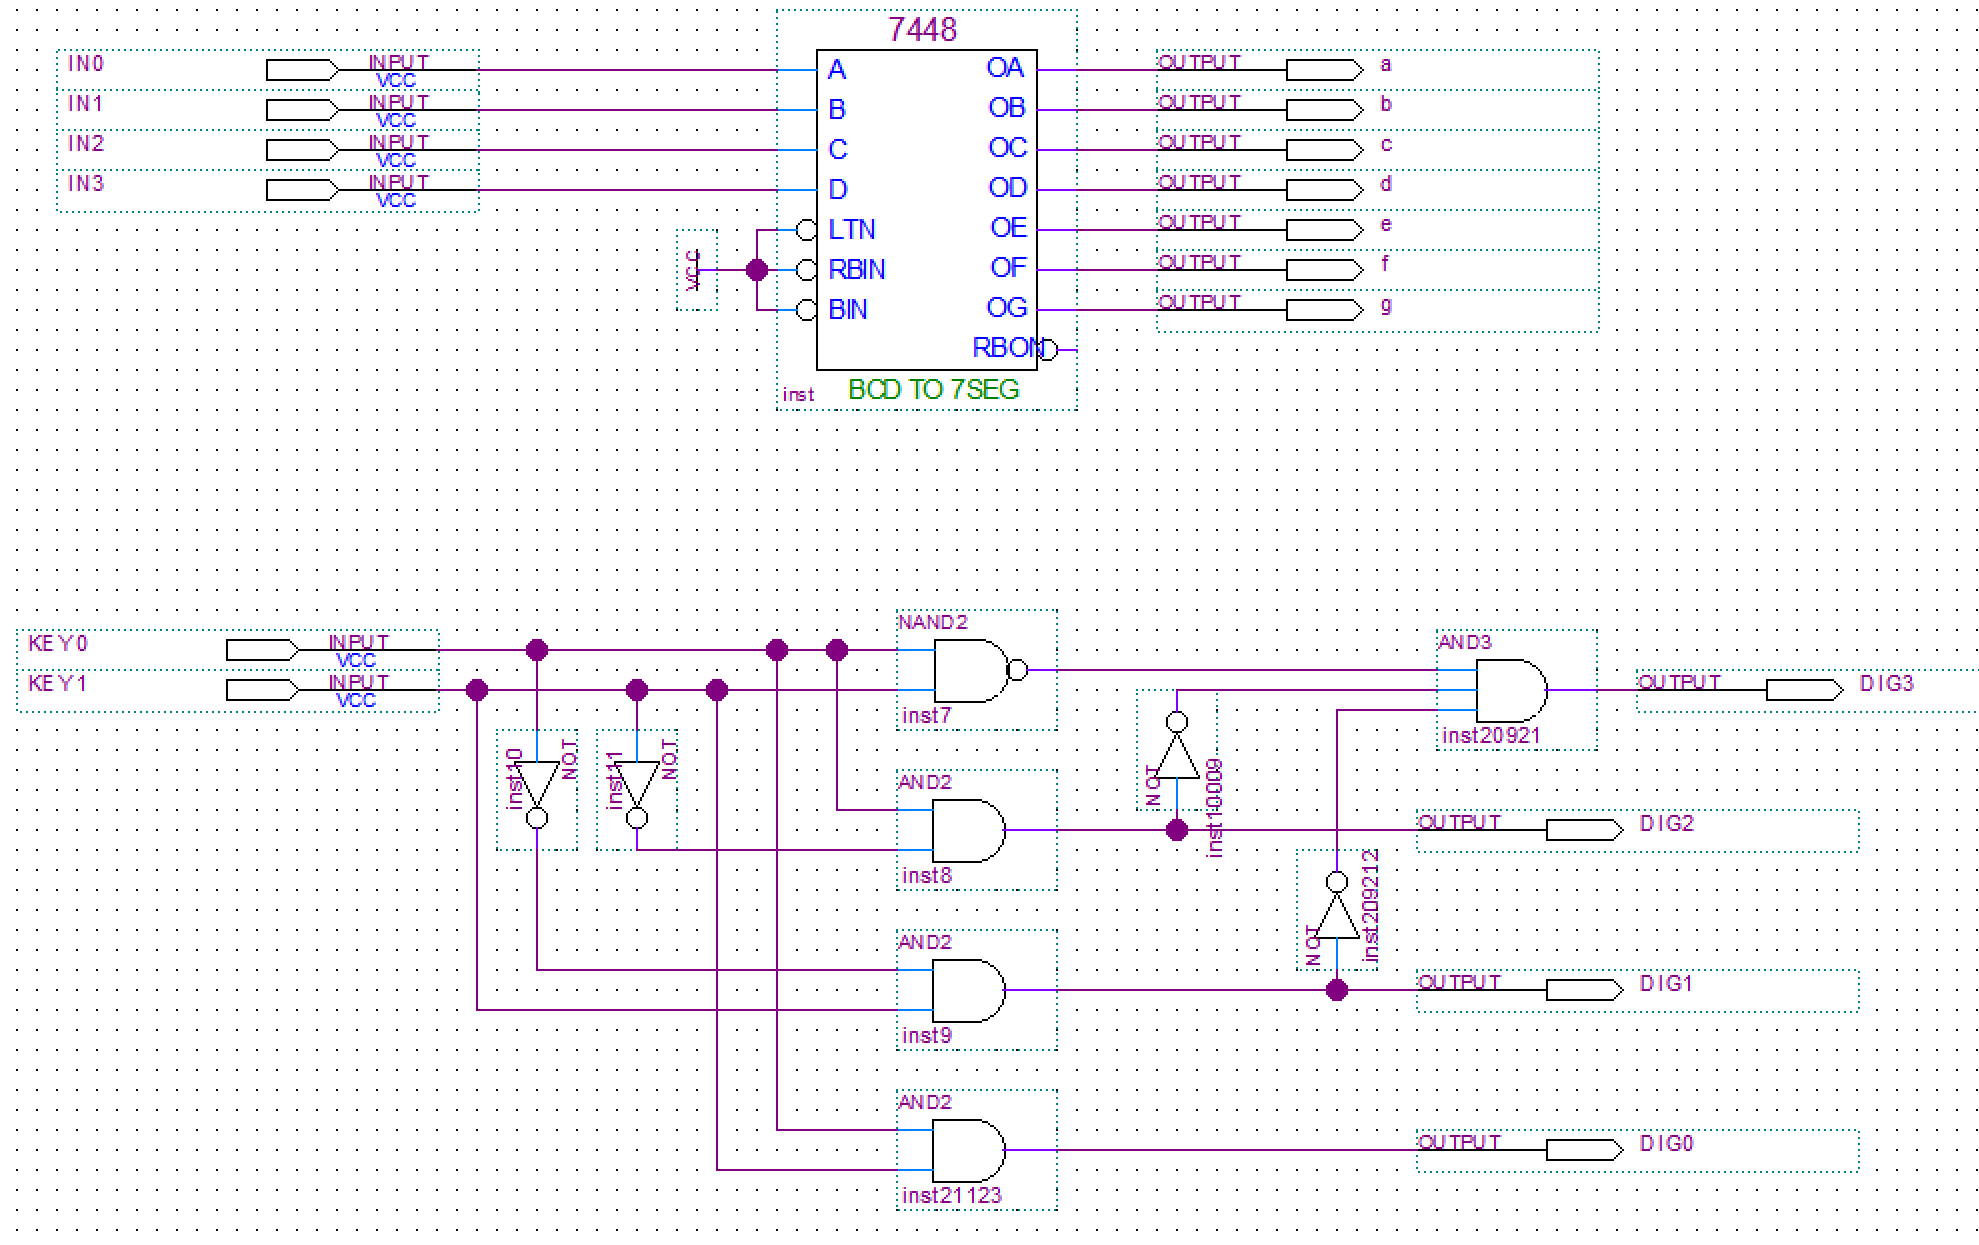 7448
IN0 INPUT VCC A OA OUTPUT a
IN1 INPUT VCC B OB OUTPUT b
IN2 INPUT VCC C OC OUTPUT c
IN3 INPUT VCC D OD OUTPUT d
LTN OE OUTPUT e
VCC RBIN OF OUTPUT f
BIN OG OUTPUT g
RBON
inst BCD TO 7SEG
KEY0 INPUT VCC
KEY1 INPUT VCC
NAND2
inst7
AND3
inst20921
OUTPUT DIG3
inst10 NOT
inst11 NOT
NOT inst10009
AND2
inst8
OUTPUT DIG2
NOT inst209212
AND2
inst9
OUTPUT DIG1
AND2
inst21123
OUTPUT DIG0